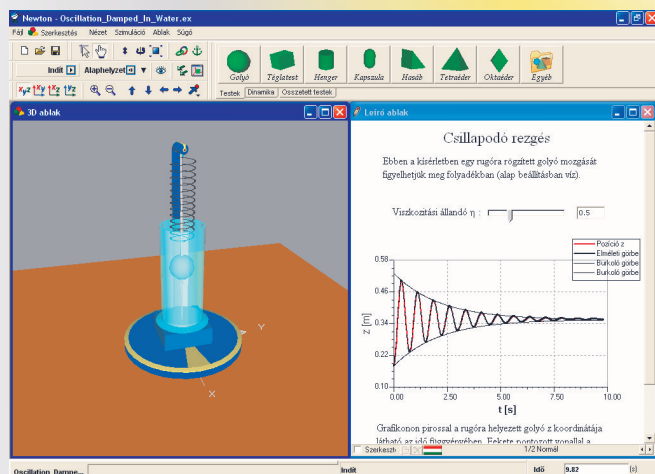 Newton - Oscillation_Damped_In_Water.ex
Fájl Szerkesztés Nézet Szimuláció Ablak Súgó
Indít Alaphelyzet
Golyó Téglatest Henger Kapszula Hasáb Tetraéder Oktaéder Egyéb
Testek Dinamika Összetett testek
3D ablak
Y
X
Leíró ablak
Csillapodó rezgés
Ebben a kísérletben egy rugóra rögzített golyó mozgását
figyelhetjük meg folyadékban (alap beállításban víz).
Viszkozitási állandó η : 0.5
Pozíció z
Elméleti görbe
Burkoló görbe
Burkoló görbe
z [m]
0.58
0.46
0.34
0.22
0.10
0.00 2.50 5.00 7.50 10.00
t [s]
Grafikonon pirossal a rugóra helyezett golyó z koordinátája
látható az idő függvényében. Fekete pontozott vonallal a
Szerkeszt 1/2 Normál
Oscillation_Dampe... Indít Idő 9.82 (s)